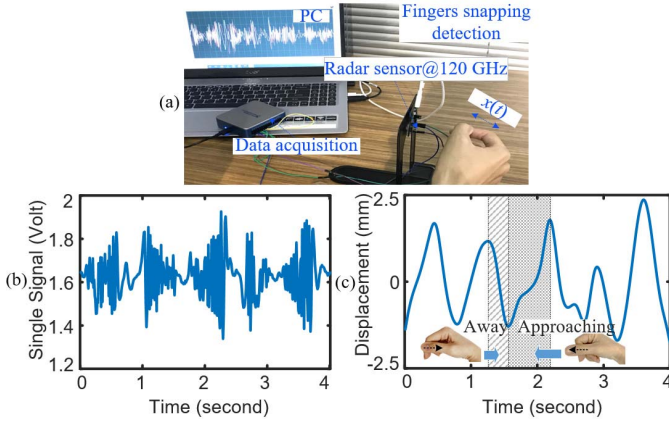 PC
Fingers snapping
detection
Radar sensor@120 GHz
(a)
x(t)
Data acquisition
2
1.8
1.6
1.4
1.2
Single Signal (Volt)
(b)
0 1 2 3 4
Time (second)
2.5
0
-2.5
Displacement (mm)
(c)
Away Approaching
0 1 2 3 4
Time (second)